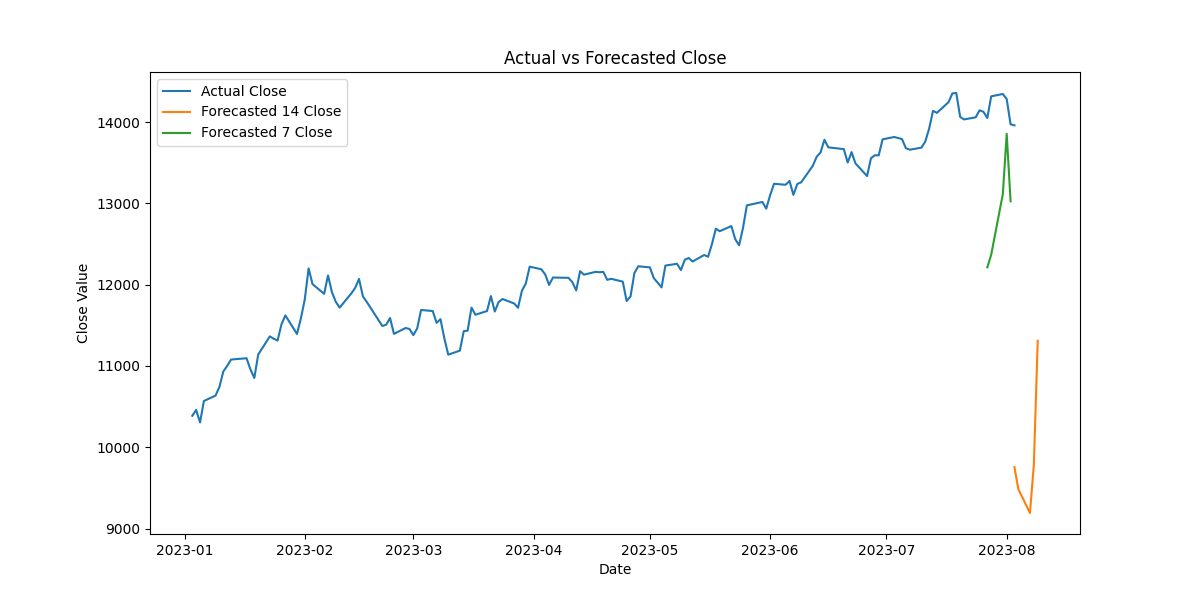 Actual vs Forecasted Close
Actual Close
Forecasted 14 Close
Forecasted 7 Close
Close Value
14000
13000
12000
11000
10000
9000
2023-01 2023-02 2023-03 2023-04 2023-05 2023-06 2023-07 2023-08
Date